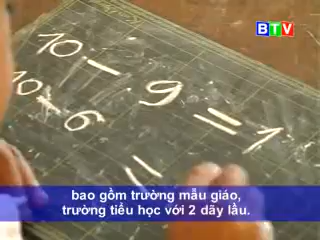 BTV
10 - 9 = 1
10 - 6 =
bao gồm trường mẫu giáo,
trường tiểu học với 2 dãy lầu.